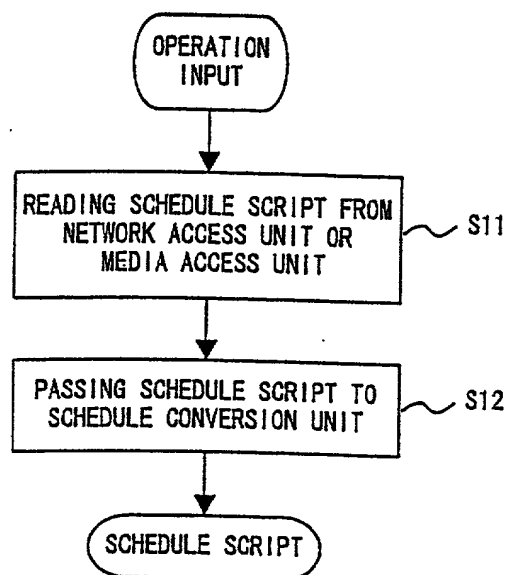 OPERATION
INPUT
READING SCHEDULE SCRIPT FROM
NETWORK ACCESS UNIT OR
MEDIA ACCESS UNIT
S11
PASSING SCHEDULE SCRIPT TO
SCHEDULE CONVERSION UNIT
S12
SCHEDULE SCRIPT